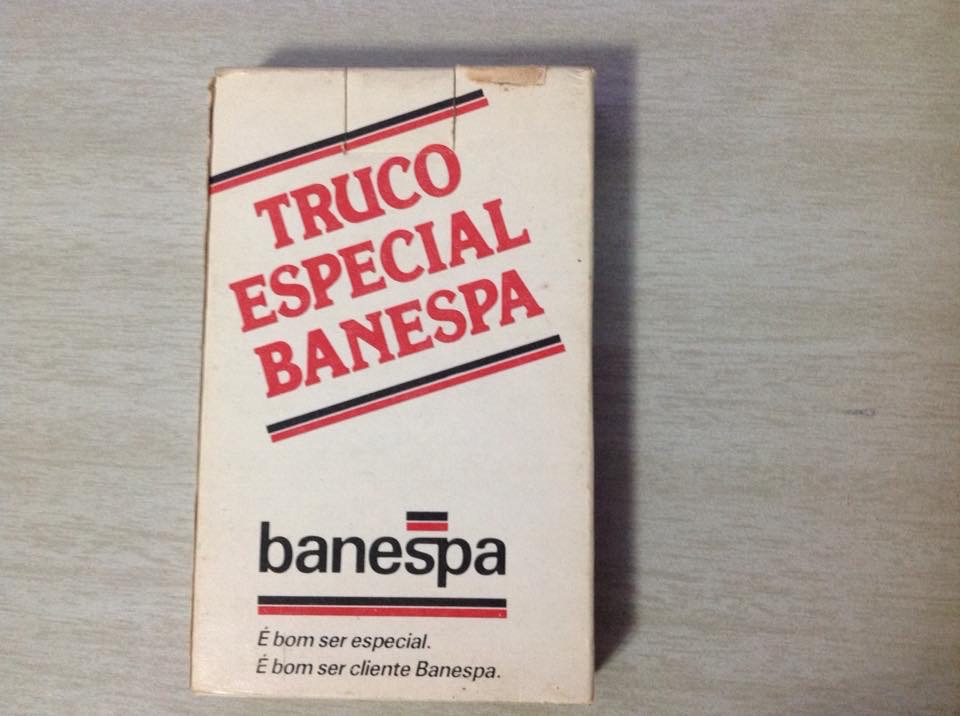 TRUCO
ESPECIAL
BANESPA
banespa
É bom ser especial.
É bom ser cliente Banespa.